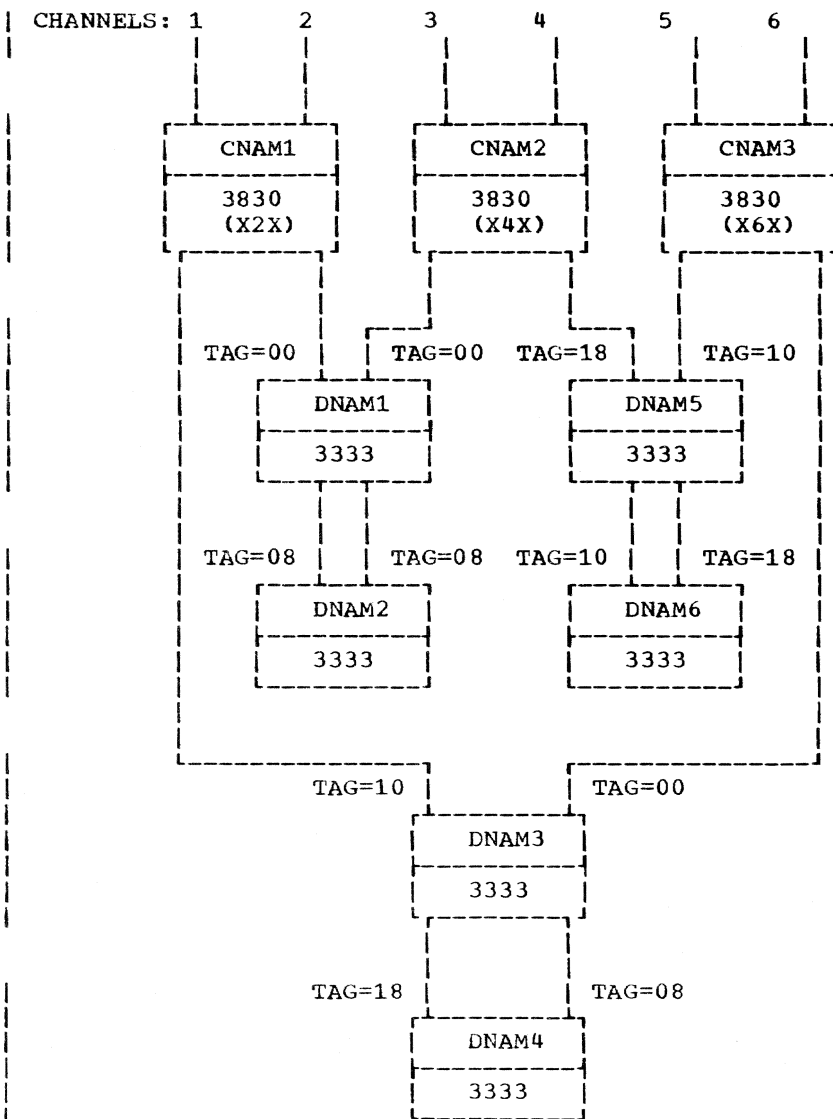 CHANNELS: 1 2 3 4 5 6
CNAM1 CNAM2 CNAM3
3830 3830 3830
(X2X) (X4X) (X6X)
TAG=00 TAG=00 TAG=18 TAG=10
DNAM1 DNAM5
3333 3333
TAG=08 TAG=08 TAG=10 TAG=18
DNAM2 DNAM6
3333 3333
TAG=10 TAG=00
DNAM3
3333
TAG=18 TAG=08
DNAM4
3333